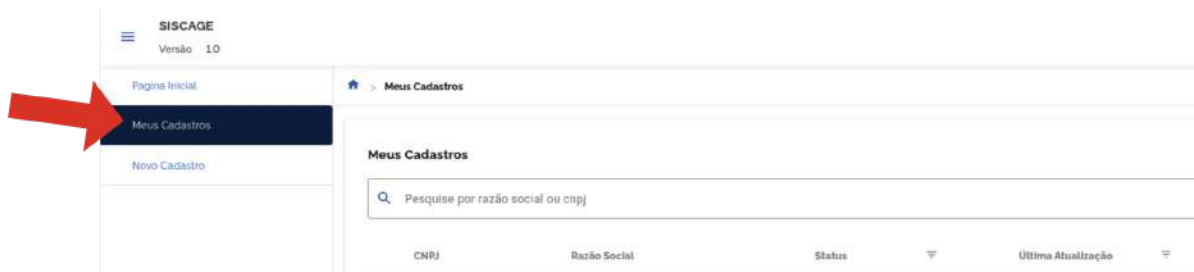 SISCAGE
Versão 1.0
Pagina Inicial
Meus Cadastros
Novo Cadastro
> Meus Cadastros
Meus Cadastros
Pesquise por razão social ou cnpj
CNPJ Razão Social Status Última Atualização